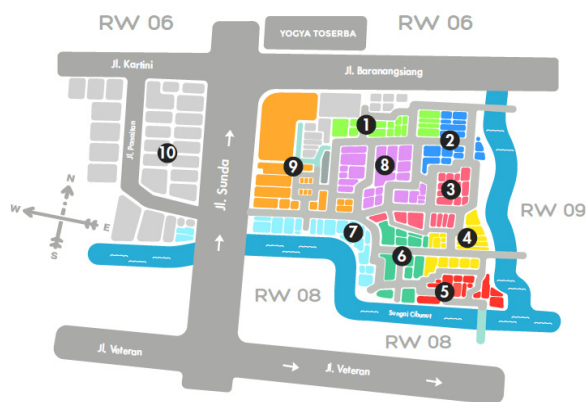 RW 06
RW 06
YOGYA TOSERBA
Jl. Kartini
Jl. Baranangsiang
Jl. Panaitan
Jl. Sunda
1
2
3
4
5
6
7
8
9
10
N
W
E
S
RW 09
RW 08
Sungai Cibunut
RW 08
Jl. Veteran
Jl. Veteran